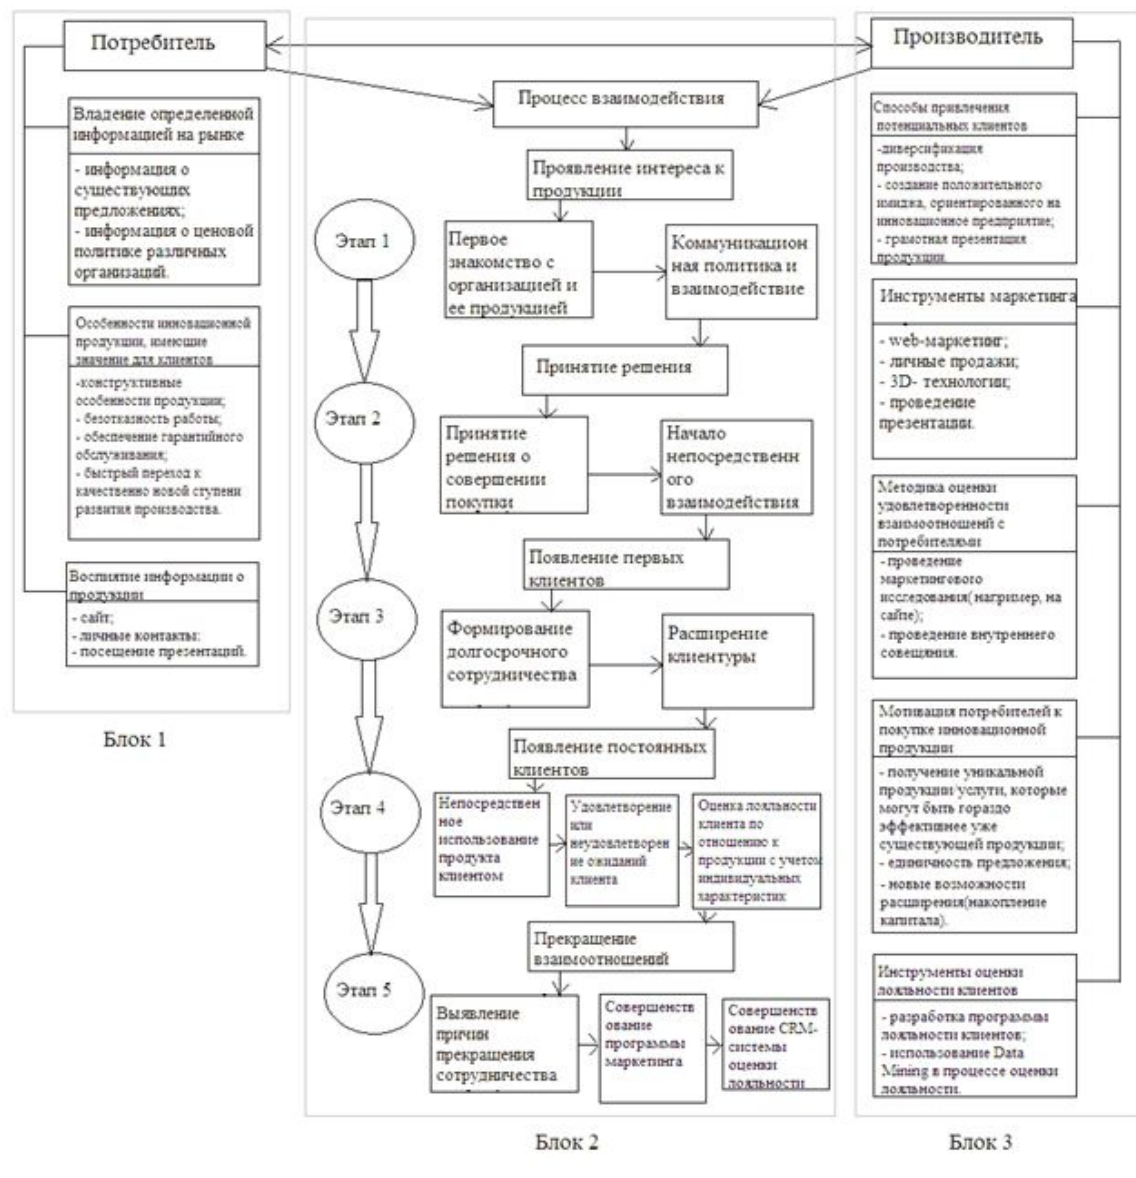 Потребитель
Владение определенной
информацией на рынке
- информация о
существующих
предложениях;
- информация о ценовой
политике различных
организаций.
Особенности инновационной
продукции, имеющие
значение для клиентов
-конструктивные
особенности продукции;
- безотказность работы;
- обеспечение гарантийного
обслуживания;
- быстрый переход к
качественно новой ступени
развития производства.
Воспиятие информации о
продукции
- сайт;
- личные контакты;
- посещение презентаций.
Блок 1
Процесс взаимодействия
Проявление интереса к
продукции
Этап 1
Первое
знакомство с
организацией и
ее продукцией
Коммуникацион
ная политика и
взаимодействие
Принятие решения
Этап 2
Принятие
решения о
совершении
покупки
Начало
непосредственн
ого
взаимодействия
Появление первых
клиентов
Этап 3
Формирование
долгосрочного
сотрудничества
Расширение
клиентуры
Появление постоянных
клиентов
Этап 4
Непосредствен
ное
использование
продукта
клиентом
Удовлетворение
или
неудовлетворен
ие ожиданий
клиента
Оценка лояльности
клиента по
отношению к
продукции с учетом
индивидуальных
характеристик
Прекращение
взаимоотношений
Этап 5
Выявление
причин
прекращения
сотрудничества
Совершенств
ование
программы
маркетинга
Совершенств
ование CRM-
системы
оценки
лояльности
Блок 2
Производитель
Способы привлечения
потенциальных клиентов
-диверсификация
производства;
- создание положительного
имиджа, ориентированного на
инновационное предприятие;
- грамотная презентация
продукции.
Инструменты маркетинга
- web-маркетинг;
- личные продажи;
- 3D- технологии;
- проведение
презентации.
Методика оценки
удовлетворенности
взаимоотношенй с
потребителями
- проведение
маркетингового
исследования( например, на
сайте);
- проведение внутреннего
совещяния.
Мотивация потребителей к
покупке инновационной
продукции
- получение уникальной
продукции/услуги, которые
могут быть гораздо
эффективнее уже
существующей продукции;
- единичность предложения;
- новые возможности
расширения(накопление
капитала).
Инструменты оценки
лояльности клиентов
- разработка программы
лояльности клиентов;
- использование Data
Mining в процессе оценки
лояльности.
Блок 3